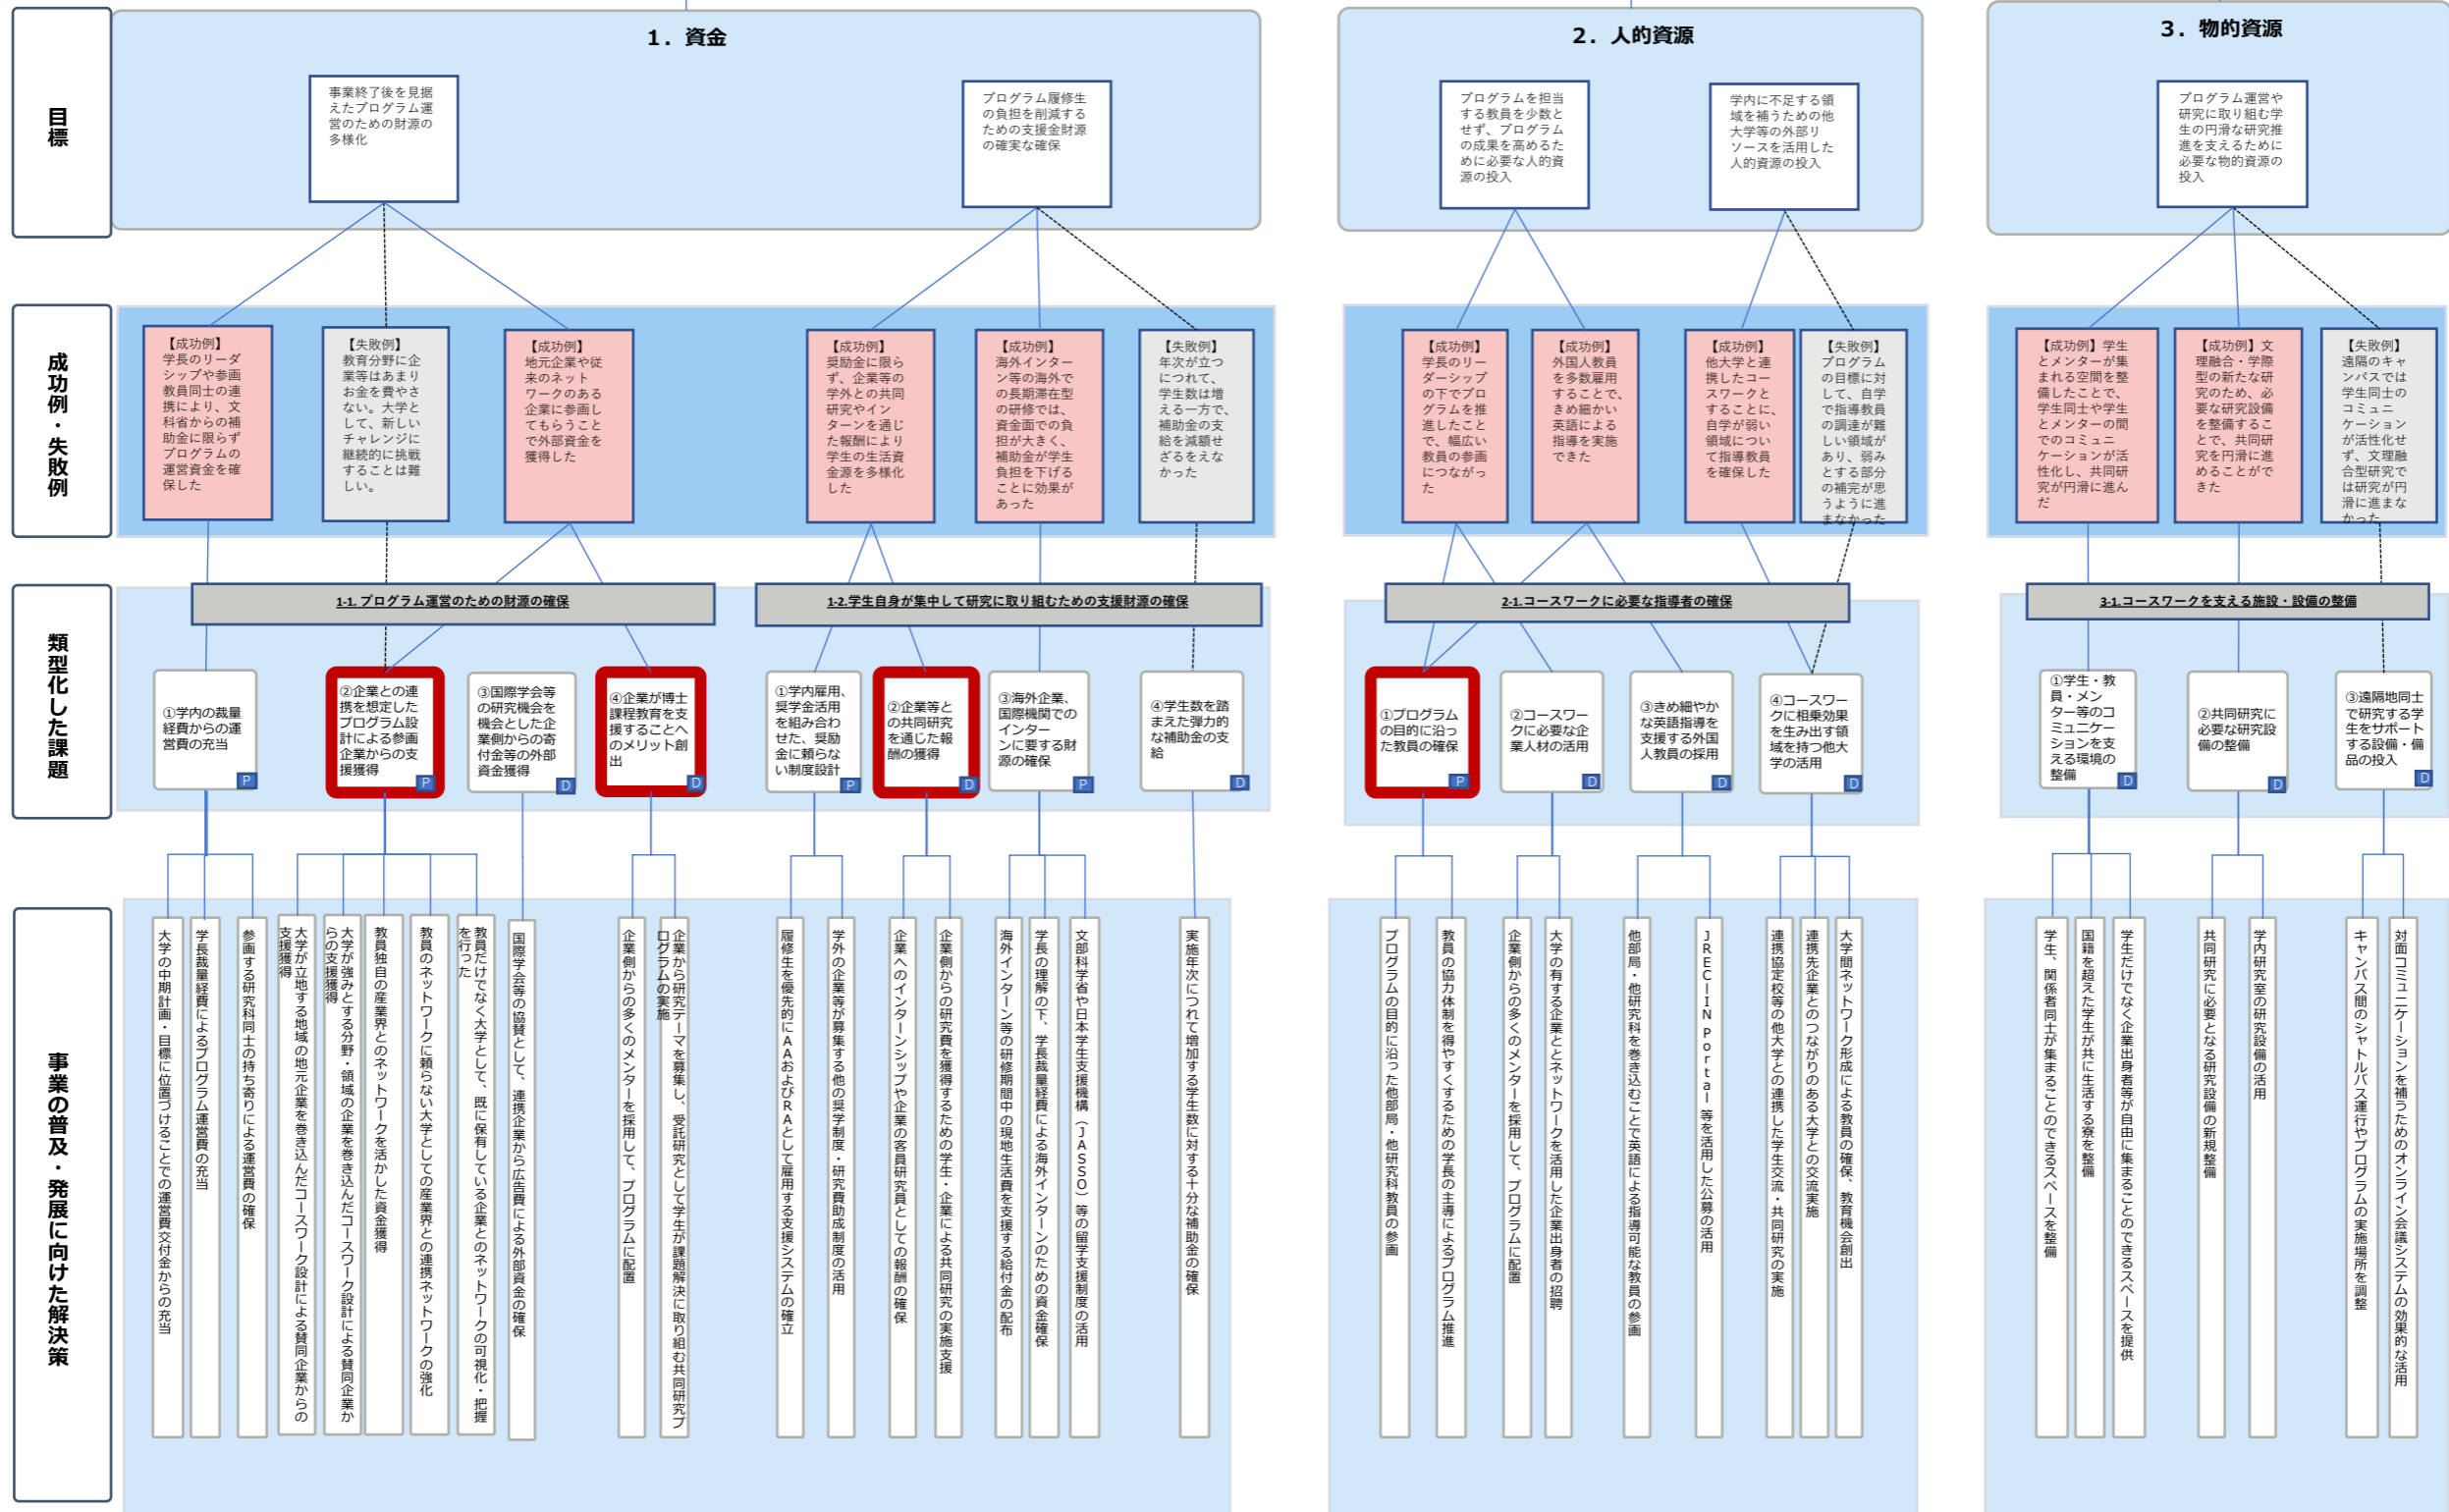 目標
1．資金
事業終了後を見据
えたプログラム運
営のための財源の
多様化
プログラム履修生
の負担を削減する
ための支援金財源
の確実な確保
2．人的資源
プログラムを担当
する教員を少数と
せず、プログラム
の成果を高めるた
めに必要な人的資
源の投入
学内に不足する領
域を補うための他
大学等の外部リ
ソースを活用した
人的資源の投入
3．物的資源
プログラム運営や
研究に取り組む学
生の円滑な研究推
進を支えるために
必要な物的資源の
投入
成功例・失敗例
【成功例】
学長のリーダ
シップや参画
教員同士の連
携により、文
科省からの補
助金に限らず
プログラムの
運営資金を確
保した
【失敗例】
教育分野に企
業等はあまり
お金を費やさ
ない。大学と
して、新しい
チャレンジに
継続的に挑戦
することは難
しい。
【成功例】
地元企業や従
来のネット
ワークのある
企業に参画し
てもらうこと
で外部資金を
獲得した
【成功例】
奨励金に限ら
ず、企業等の
学外との共同
研究やイン
ターンを通じ
た報酬により
学生の生活資
金源を多様化
した
【成功例】
海外インター
ン等の海外で
の長期滞在型
の研修では、
資金面での負
担が大きく、
補助金が学生
負担を下げる
ことに効果が
あった
【失敗例】
年次が立つ
につれて、
学生数は増
える一方で、
補助金の支
給を減額せ
ざるをえな
かった
【成功例】
学長のリー
ダーシップ
の下でプロ
グラムを推
進したこと
で、幅広い
教員の参画
につながっ
た
【成功例】
外国人教員
を多数雇用
することで、
きめ細かい
英語による
指導を実施
できた
【成功例】
他大学と連
携したコー
スワークと
することに、
自学が弱い
領域につい
て指導教員
を確保した
【失敗例】
プログラム
の目標に対
して、自学
で指導教員
の調達が難
しい領域が
あり、弱み
とする部分
の補完が思
うように進
まなかった
【成功例】学生
とメンターが集
まれる空間を整
備したことで、
学生同士や学生
とメンターの間
でのコミュニ
ケーションが活
性化し、共同研
究が円滑に進ん
だ
【成功例】文
理融合・学際
型の新たな研
究のため、必
要な研究設備
を整備するこ
とで、共同研
究を円滑に進
めることがで
きた
【失敗例】
遠隔のキャ
ンパスでは
学生同士の
コミュニ
ケーション
が活性化せ
ず、文理融
合型研究で
は研究が円
滑に進まな
かった
類型化した課題
1-1. プログラム運営のための財源の確保
1-2.学生自身が集中して研究に取り組むための支援財源の確保
2-1.コースワークに必要な指導者の確保
3-1.コースワークを支える施設・設備の整備
①学内の裁量
経費からの運
営費の充当
P
②企業との連
携を想定した
プログラム設
計による参画
企業からの支
援獲得
P
③国際学会等
の研究機会を
機会とした企
業側からの寄
付金等の外部
資金獲得
D
④企業が博士
課程教育を支
援することへ
のメリット創
出
D
①学内雇用、
奨学金活用
を組み合わ
せた、奨励
金に頼らな
い制度設計
P
②企業等と
の共同研究
を通じた報
酬の獲得
D
③海外企業、
国際機関での
インター
ンに要する財
源の確保
P
④学生数を踏
まえた弾力的
な補助金の支
給
D
①プログラム
の目的に沿っ
た教員の確保
P
②コースワー
クに必要な企
業人材の活用
D
③きめ細やか
な英語指導を
支援する外国
人教員の採用
D
④コースワー
クに相乗効果
を生み出す領
域を持つ他大
学の活用
D
①学生・教
員・メン
ター等のコ
ミュニケー
ションを支
える環境の
整備
D
②共同研究に
必要な研究設
備の整備
D
③遠隔地同士
で研究する学
生をサポート
する設備・備
品の投入
D
事業の普及・発展に向けた解決策
大学の中期計画・目標に位置づけることでの運営費交付金からの充当
学長裁量経費によるプログラム運営費の充当
参画する研究科同士の持ち寄りによる運営費の確保
大学が立地する地域の地元企業を巻き込んだコースワーク設計による賛同企業からの
支援獲得
大学が強みとする分野・領域の企業を巻き込んだコースワーク設計による賛同企業か
らの支援獲得
教員独自の産業界とのネットワークを活かした資金獲得
教員のネットワークに頼らない大学としての産業界との連携ネットワークの強化
教員だけでなく大学として、既に保有している企業とのネットワークの可視化・把握
を行った
国際学会等の協賛として、連携企業から広告費による外部資金の確保
企業側からの多くのメンターを採用して、プログラムに配置
企業から研究テーマを募集し、受託研究として学生が課題解決に取り組む共同研究プ
ログラムの実施
履修生を優先的にAAおよびRAとして雇用する支援システムの確立
学外の企業等が募集する他の奨学制度・研究費助成制度の活用
企業へのインターンシップや企業の客員研究員としての報酬の確保
企業側からの研究費を獲得するための学生・企業による共同研究の実施支援
海外インターン等の研修期間中の現地生活費を支援する給付金の配布
学長の理解の下、学長裁量経費による海外インターンのための資金確保
文部科学省や日本学生支援機構（JASSO）等の留学支援制度の活用
実施年次につれて増加する学生数に対する十分な補助金の確保
プログラムの目的に沿った他部局・他研究科教員の参画
教員の協力体制を得やすくするための学長の主導によるプログラム推進
企業側からの多くのメンターを採用して、プログラムに配置
大学の有する企業ととネットワークを活用した企業出身者の招聘
他部局・他研究科を巻き込むことで英語による指導可能な教員の参画
JREC-IN Portal 等を活用した公募の活用
連携協定校等の他大学との連携した学生交流・共同研究の実施
連携先企業とのつながりのある大学との交流実施
大学間ネットワーク形成による教員の確保、教育機会創出
学生、関係者同士が集まることのできるスペースを整備
国籍を超えた学生が共に生活する寮を整備
学生だけでなく企業出身者等が自由に集まることのできるスペースを提供
共同研究に必要となる研究設備の新規整備
学内研究室の研究設備の活用
キャンパス間のシャトルバス運行やプログラムの実施場所を調整
対面コミュニケーションを補うためのオンライン会議システムの効果的な活用